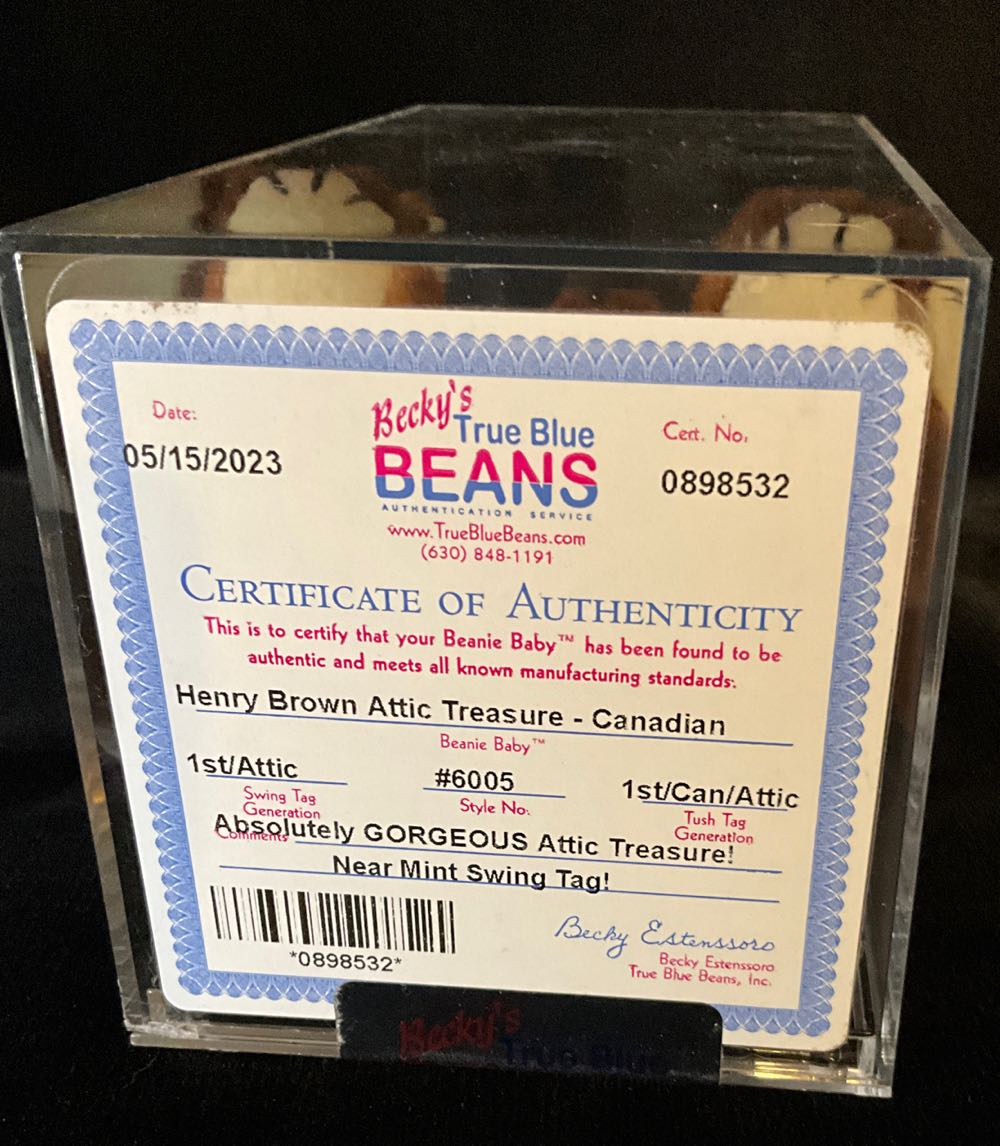 Date:
05/15/2023
Becky's
True Blue
BEANS
AUTHENTICATION SERVICE
www.TrueBlueBeans.com
(630) 848-1191
Cert. No.
0898532
CERTIFICATE OF AUTHENTICITY
This is to certify that your Beanie Baby™ has been found to be
authentic and meets all known manufacturing standards:
Henry Brown Attic Treasure - Canadian
Beanie Baby™
1st/Attic
Swing Tag
Generation
#6005
Style No:
1st/Can/Attic
Tush Tag
Generation
Comments
Absolutely GORGEOUS Attic Treasure!
Near Mint Swing Tag!
*0898532*
Becky Estenssoro
Becky Estenssoro
True Blue Beans, Inc.
Becky's
True Blue